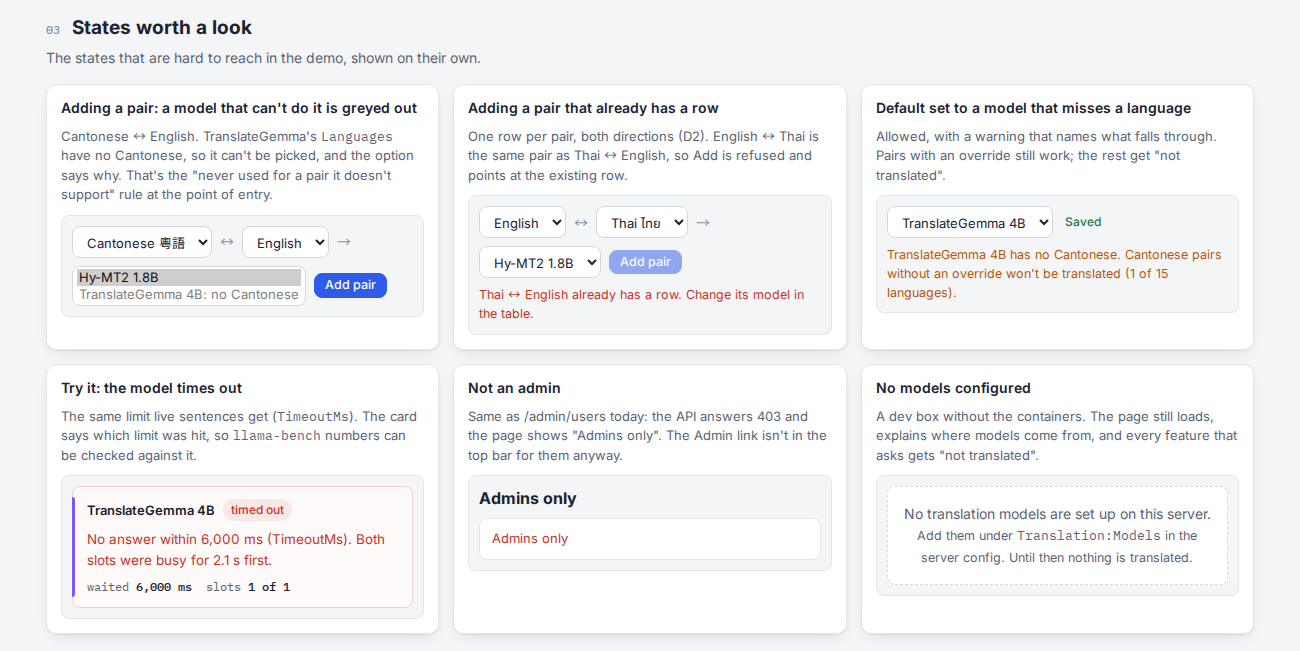 03 States worth a look
The states that are hard to reach in the demo, shown on their own.
Adding a pair: a model that can't do it is greyed out
Cantonese ↔ English. TranslateGemma's Languages
have no Cantonese, so it can't be picked, and the option
says why. That's the "never used for a pair it doesn't
support" rule at the point of entry.
Cantonese 粵語 ↔ English →
Hy-MT2 1.8B
TranslateGemma 4B: no Cantonese
Add pair
Adding a pair that already has a row
One row per pair, both directions (D2). English ↔ Thai is
the same pair as Thai ↔ English, so Add is refused and
points at the existing row.
English ↔ Thai ไทย →
Hy-MT2 1.8B Add pair
Thai ↔ English already has a row. Change its model in
the table.
Default set to a model that misses a language
Allowed, with a warning that names what falls through.
Pairs with an override still work; the rest get "not
translated".
TranslateGemma 4B Saved
TranslateGemma 4B has no Cantonese. Cantonese pairs
without an override won't be translated (1 of 15
languages).
Try it: the model times out
The same limit live sentences get (TimeoutMs). The card
says which limit was hit, so llama-bench numbers can
be checked against it.
TranslateGemma 4B timed out
No answer within 6,000 ms (TimeoutMs). Both
slots were busy for 2.1 s first.
waited 6,000 ms slots 1 of 1
Not an admin
Same as /admin/users today: the API answers 403 and
the page shows "Admins only". The Admin link isn't in the
top bar for them anyway.
Admins only
Admins only
No models configured
A dev box without the containers. The page still loads,
explains where models come from, and every feature that
asks gets "not translated".
No translation models are set up on this server.
Add them under Translation:Models in the
server config. Until then nothing is translated.